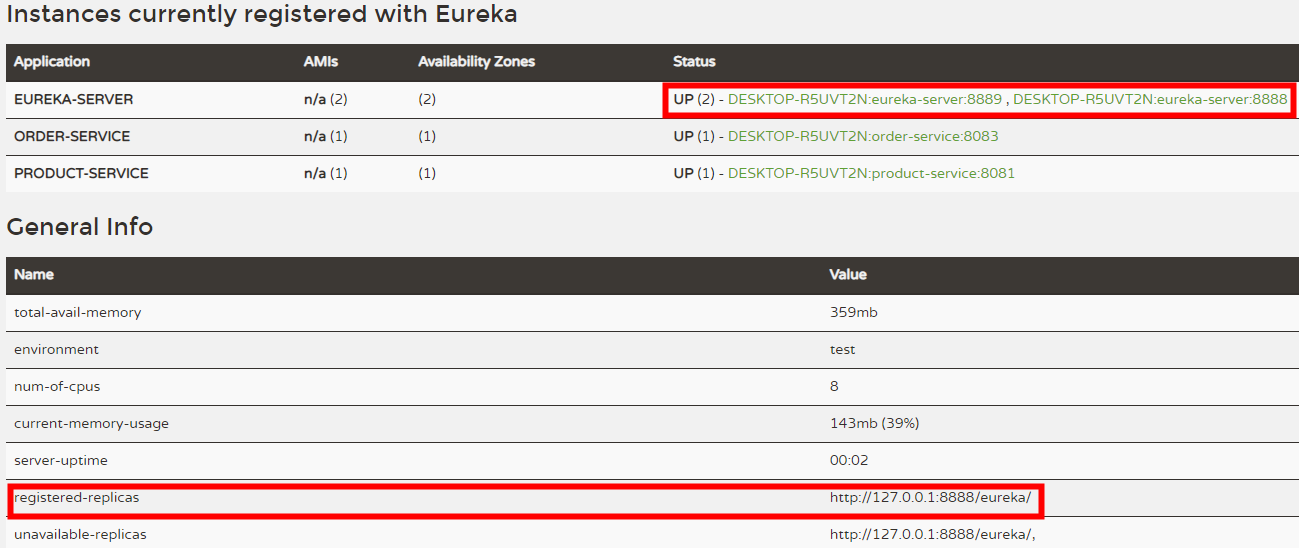 Instances currently registered with Eureka
Application AMIs Availability Zones Status
EUREKA-SERVER n/a (2) (2) UP (2) - DESKTOP-R5UVT2N:eureka-server:8889 , DESKTOP-R5UVT2N:eureka-server:8888
ORDER-SERVICE n/a (1) (1) UP (1) - DESKTOP-R5UVT2N:order-service:8083
PRODUCT-SERVICE n/a (1) (1) UP (1) - DESKTOP-R5UVT2N:product-service:8081
General Info
Name Value
total-avail-memory 359mb
environment test
num-of-cpus 8
current-memory-usage 143mb (39%)
server-uptime 00:02
registered-replicas http://127.0.0.1:8888/eureka/
unavailable-replicas http://127.0.0.1:8888/eureka/,